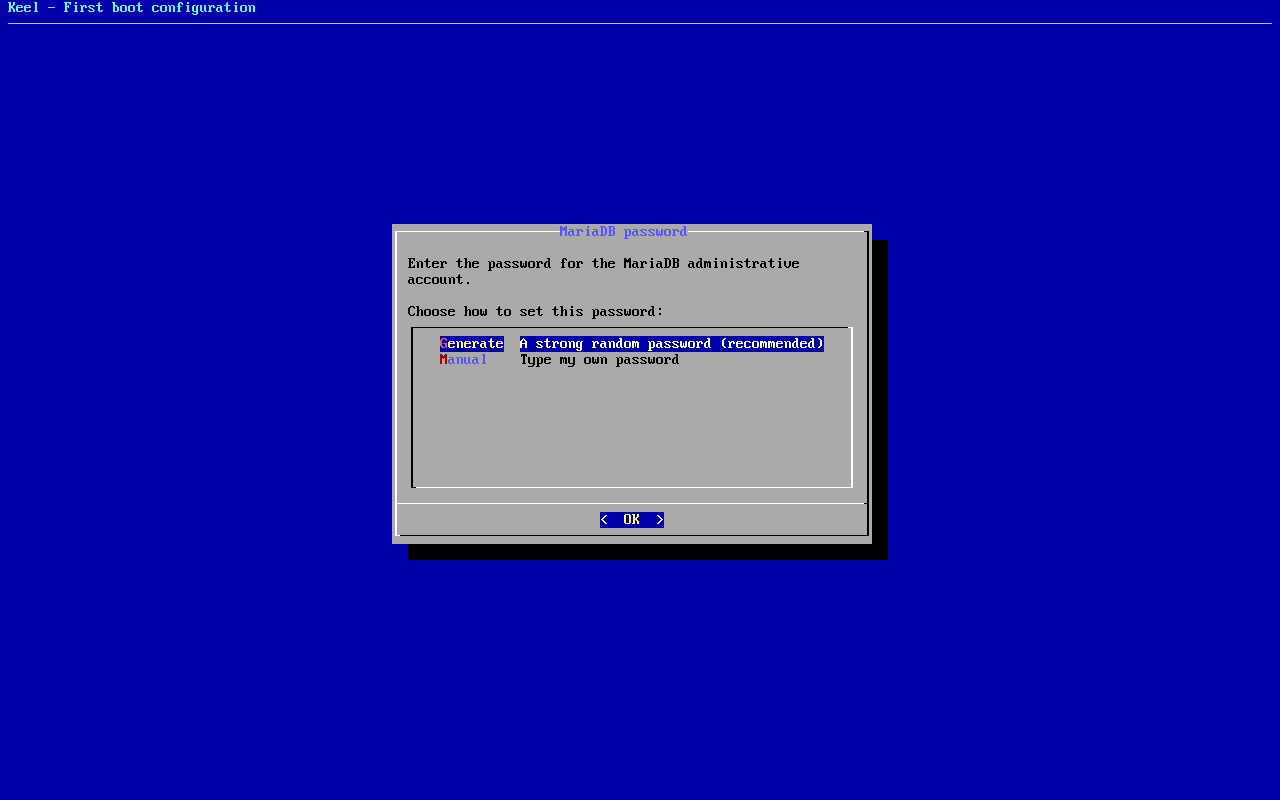 Keel - First boot configuration
MariaDB password
Enter the password for the MariaDB administrative
account.
Choose how to set this password:
Generate  A strong random password (recommended)
Manual    Type my own password
<  OK  >